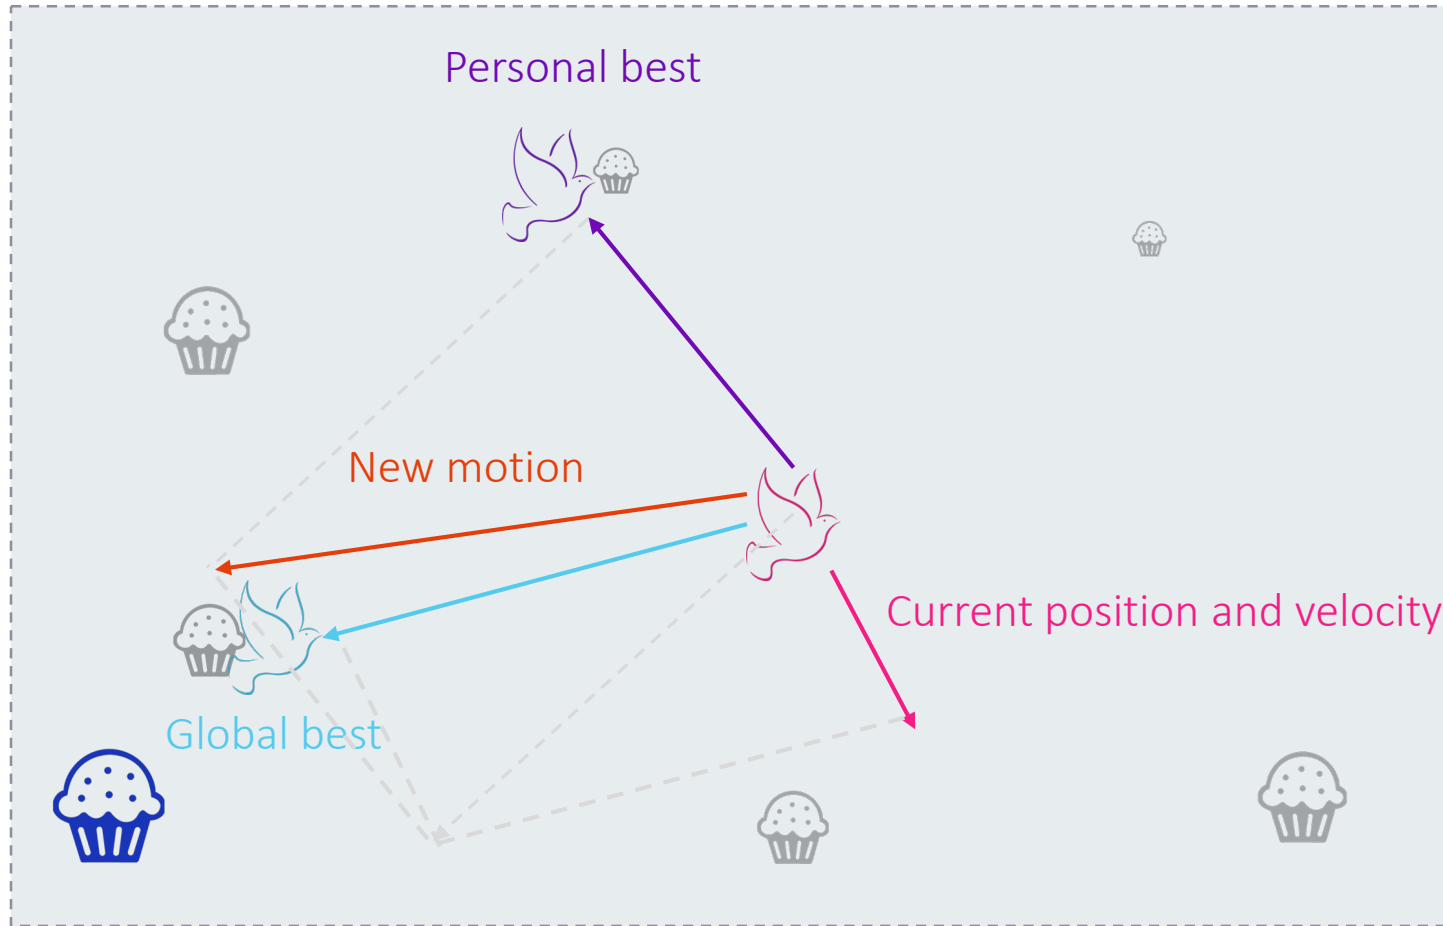 Personal best
New motion
Current position and velocity
Global best